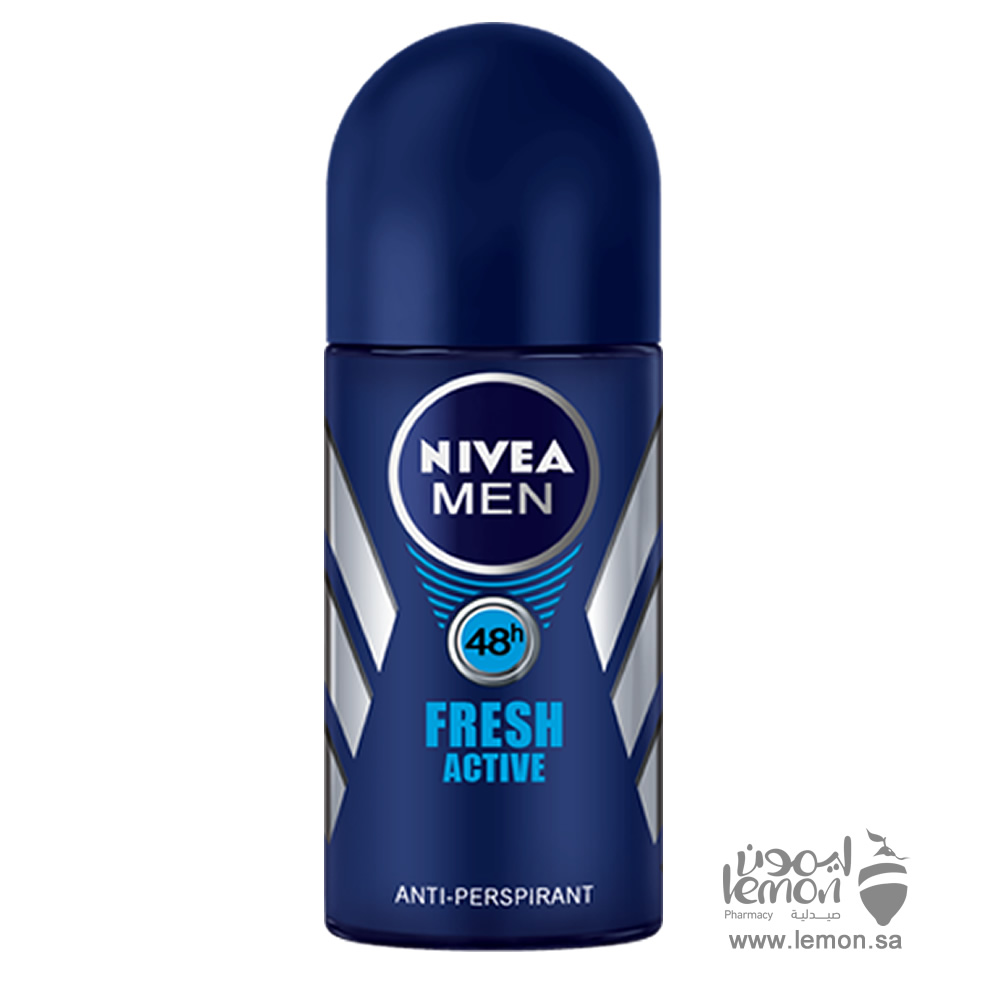 NIVEA
MEN
48h
FRESH
ACTIVE
ANTI-PERSPIRANT
ليمون
lemon
Pharmacy صيدلية
www.lemon.sa